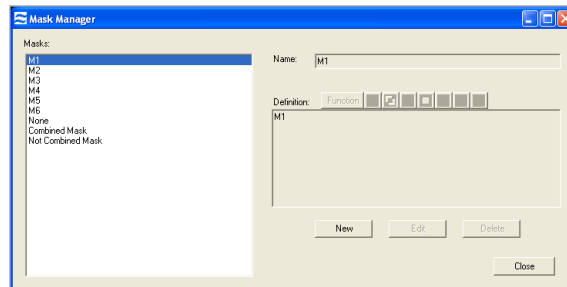 Mask Manager
Masks:
M1
M2
M3
M4
M5
M6
None
Combined Mask
Not Combined Mask
Name: M1
Definition: Function
M1
New Edit Delete
Close